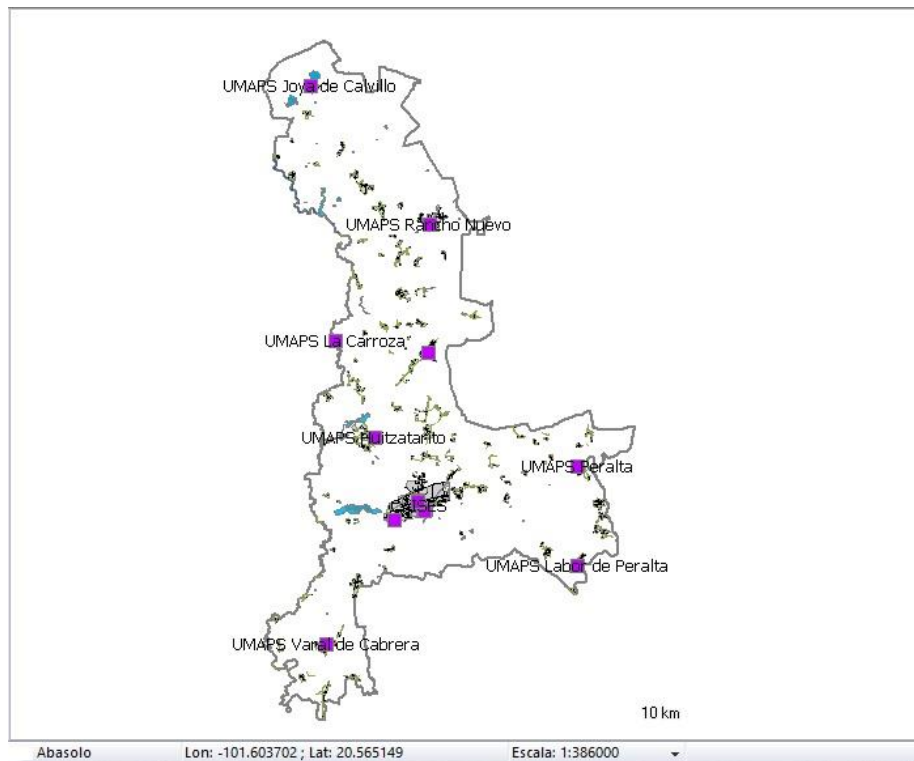 UMAPS Joya de Calvillo
UMAPS Rancho Nuevo
UMAPS La Carroza
UMAPS Huitzatarito
UMAPS Peralta
UMAPS Labor de Peralta
UMAPS Varal de Cabrera
10 km
Abasolo
Lon: -101.603702 ; Lat: 20.565149
Escala: 1:386000